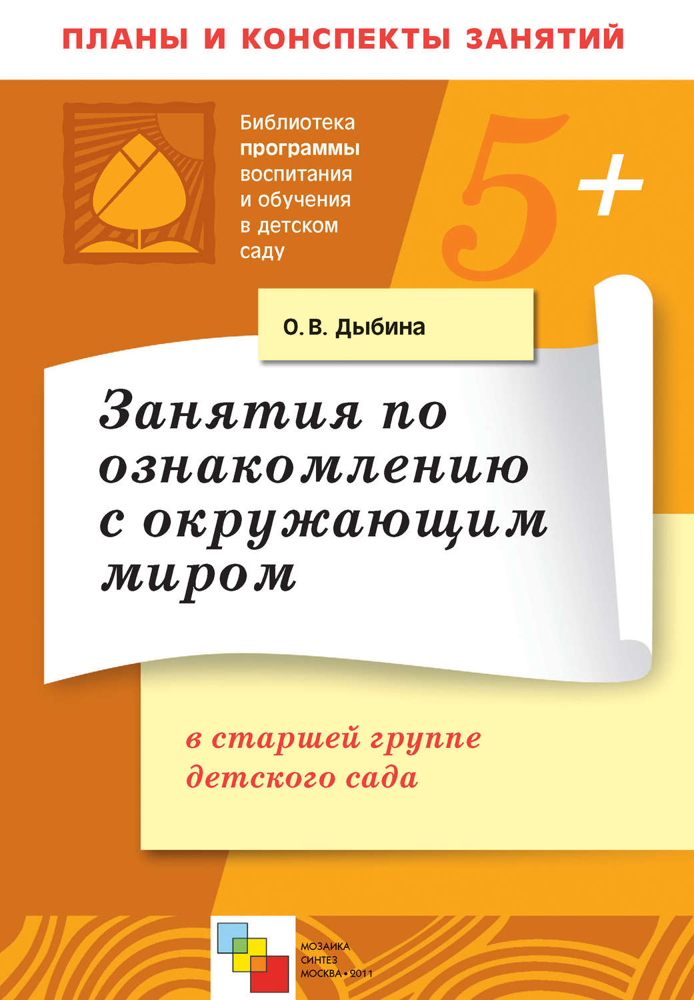 ПЛАНЫ И КОНСПЕКТЫ ЗАНЯТИЙ
Библиотека
программы
воспитания
и обучения
в детском
саду
5+
О. В. Дыбина
Занятия по
ознакомлению
с окружающим
миром
в старшей группе
детского сада
МОЗАИКА
СИНТЕЗ
МОСКВА • 2011